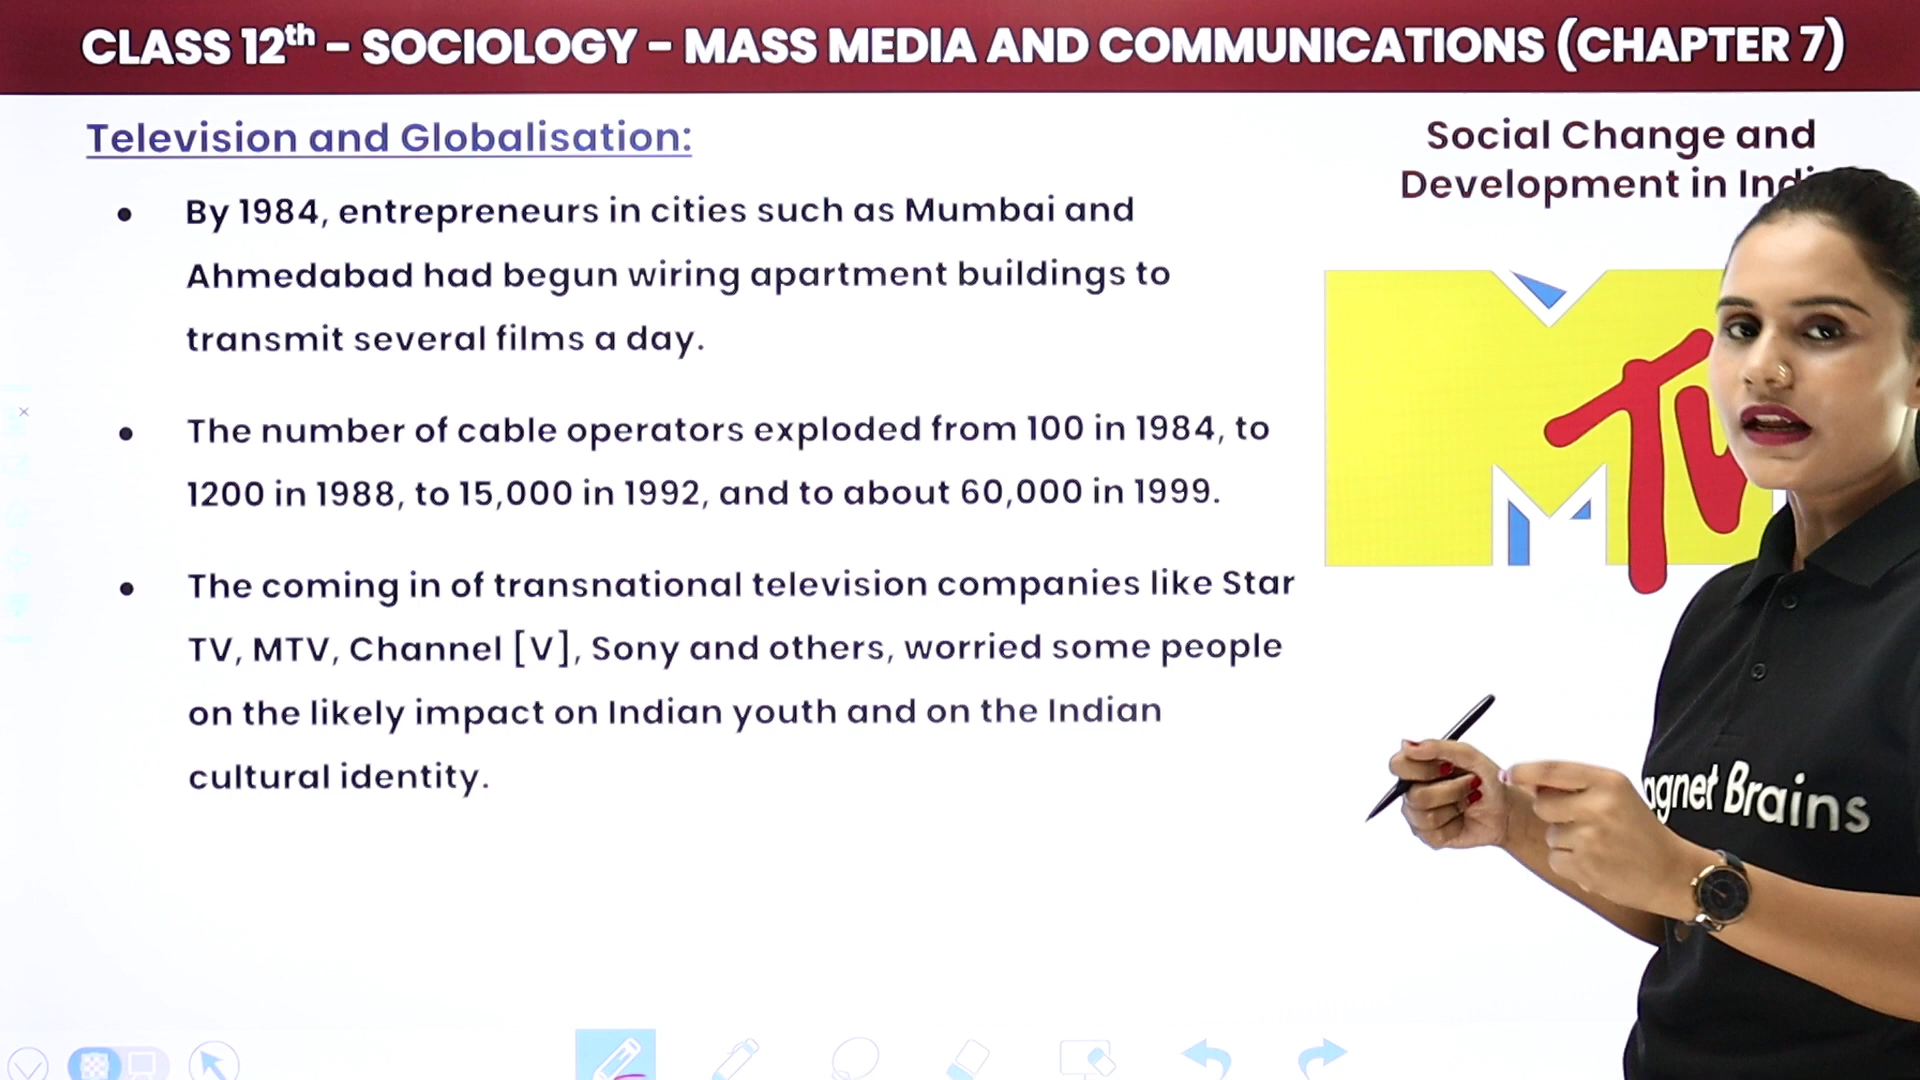 CLASS 12th - SOCIOLOGY - MASS MEDIA AND COMMUNICATIONS (CHAPTER 7)
Television and Globalisation:
Social Change and
Development in
• By 1984, entrepreneurs in cities such as Mumbai and
Ahmedabad had begun wiring apartment buildings to
transmit several films a day.
• The number of cable operators exploded from 100 in 1984, to
1200 in 1988, to 15,000 in 1992, and to about 60,000 in 1999.
• The coming in of transnational television companies like Star
TV, MTV, Channel [V], Sony and others, worried some people
on the likely impact on Indian youth and on the Indian
cultural identity.
MTV
Brains